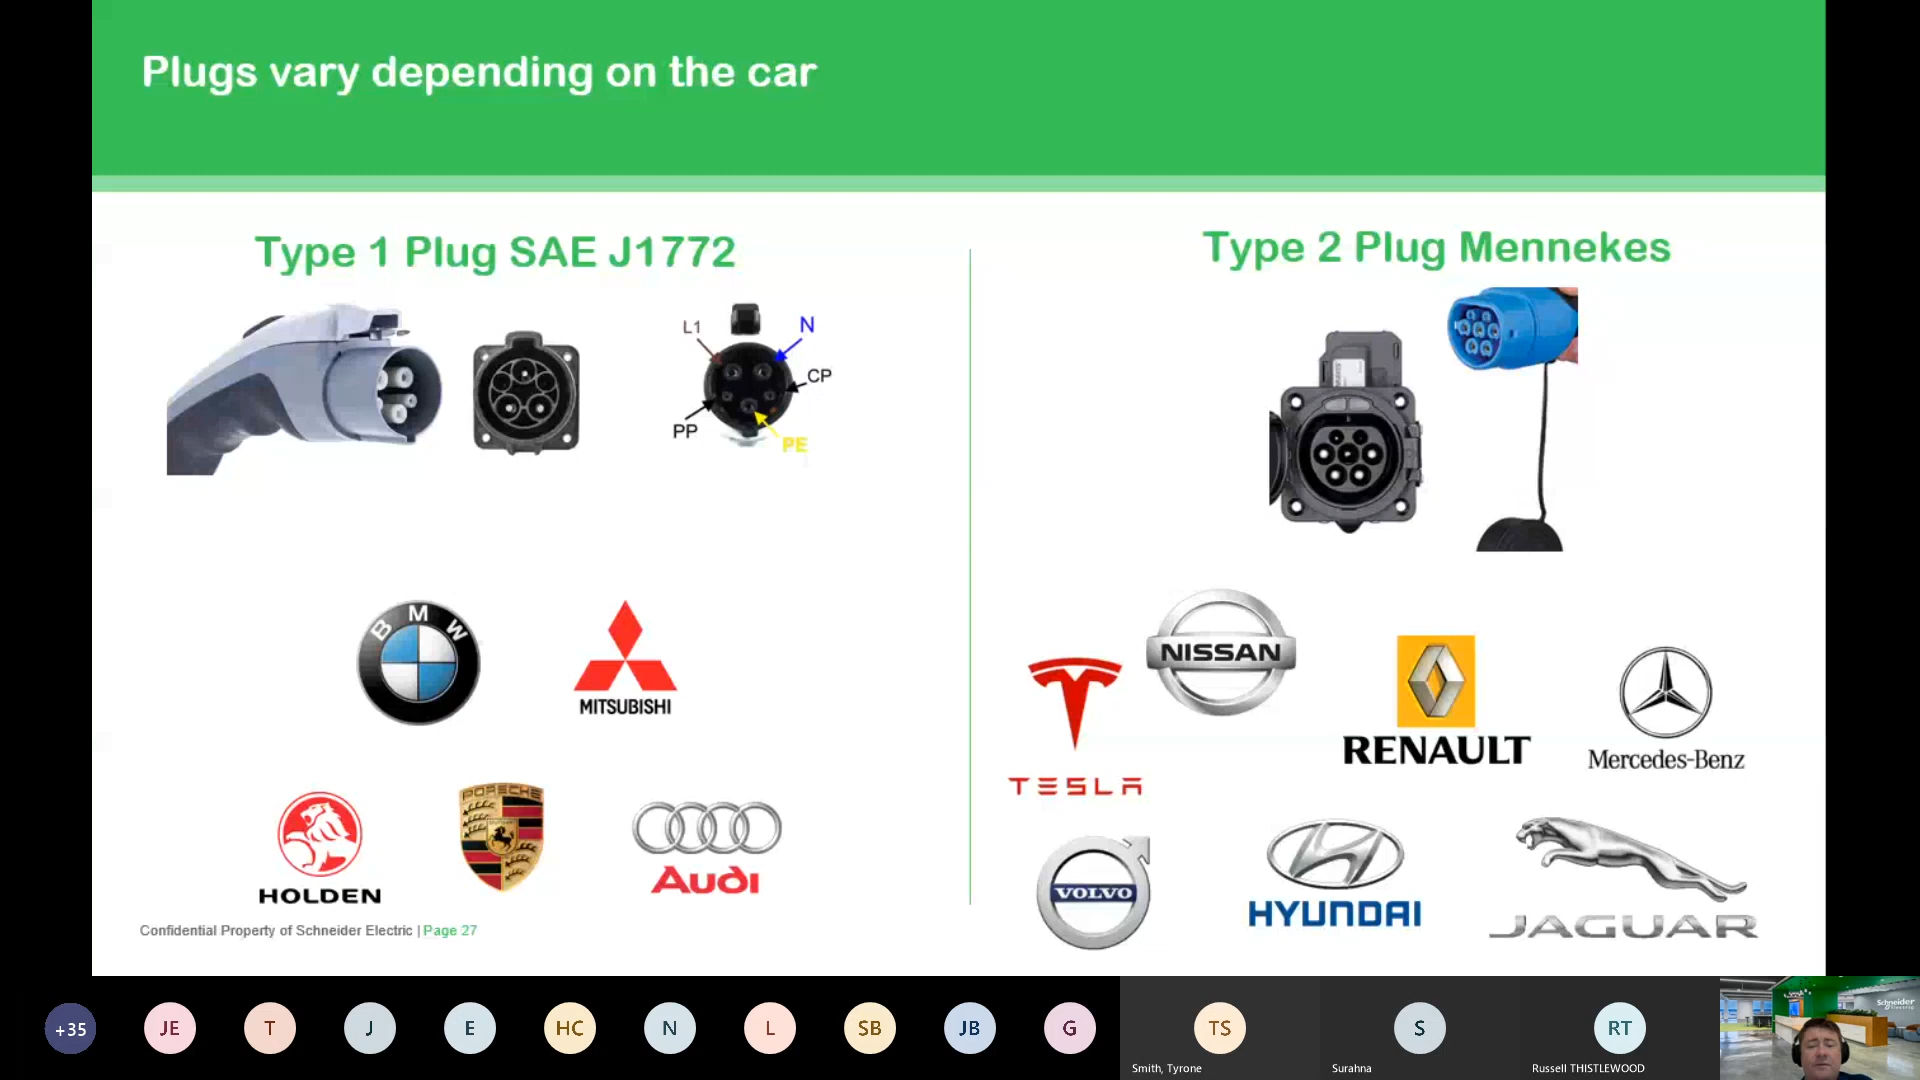 Plugs vary depending on the car
Type 1 Plug SAE J1772
L1
N
CP
PP
PE
BMW
MITSUBISHI
HOLDEN
PORSCHE
Audi
Confidential Property of Schneider Electric | Page 27
Type 2 Plug Mennekes
TESLA
NISSAN
RENAULT
Mercedes-Benz
VOLVO
HYUNDAI
JAGUAR
+35
JE
T
J
E
HC
N
L
SB
JB
G
TS
Smith, Tyrone
S
Surahna
RT
Russell THISTLEWOOD
Schneider